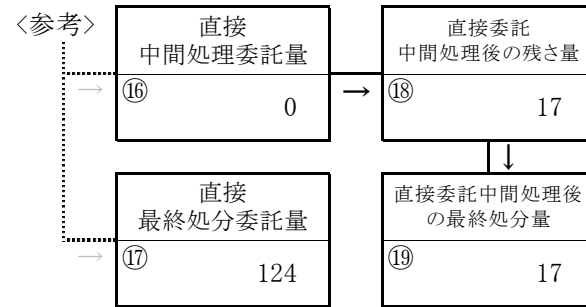 〈参考〉
直接
中間処理委託量
⑯
0
→
→
直接委託
中間処理後の残さ量
⑱
17
↓
直接
最終処分委託量
⑰
124
→
直接委託中間処理後
の最終処分量
⑲
17